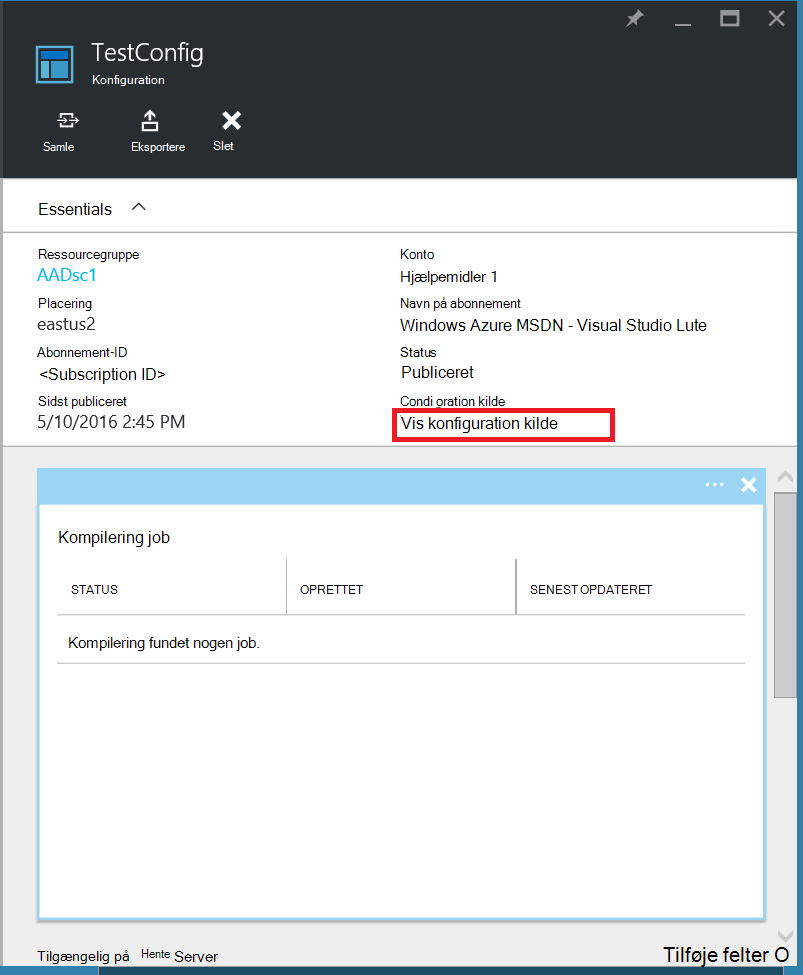 TestConfig
Konfiguration
Samle Eksportere Slet
Essentials
Ressourcegruppe Konto
AADsc1 Hjælpemidler 1
Placering Navn på abonnement
eastus2 Windows Azure MSDN - Visual Studio Lute
Abonnement-ID Status
<Subscription ID> Publiceret
Sidst publiceret Condi gration kilde
5/10/2016 2:45 PM Vis konfiguration kilde
Kompilering job
STATUS OPRETTET SENEST OPDATERET
Kompilering fundet nogen job.
Tilgængelig på Hente Server Tilføje felter O